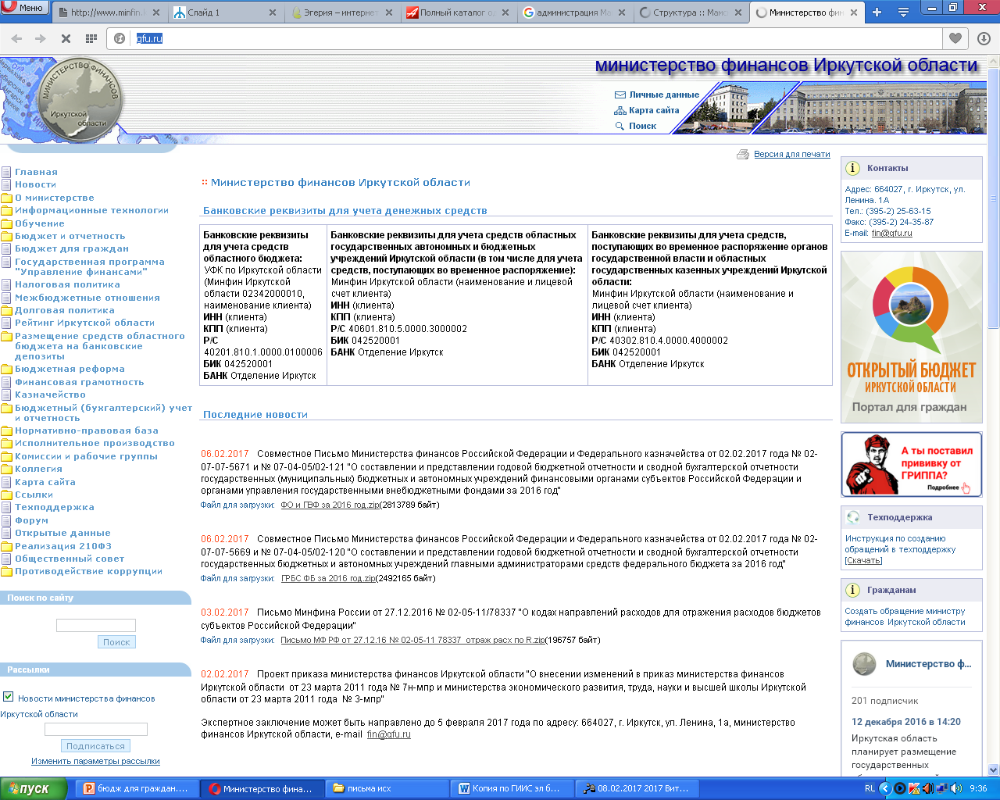 Меню
http://www.minfin.
Слайд 1
Эгерия – интернет
Полный каталог о
администрация Ма
Структура :: Мамс
Министерство фин
gfu.ru
МИНИСТЕРСТВО ФИНАНСОВ
Иркутской
области
министерство финансов Иркутской области
Личные данные
Карта сайта
Поиск
Версия для печати
Главная
Новости
О министерстве
Информационные технологии
Обучение
Бюджет и отчетность
Бюджет для граждан
Государственная программа
"Управление финансами"
Налоговая политика
Межбюджетные отношения
Долговая политика
Рейтинг Иркутской области
Размещение средств областного
бюджета на банковские
депозиты
Бюджетная реформа
Финансовая грамотность
Казначейство
Бюджетный (бухгалтерский) учет
и отчетность
Нормативно-правовая база
Исполнительное производство
Комиссии и рабочие группы
Коллегия
Карта сайта
Ссылки
Техподдержка
Форум
Открытые данные
Реализация 210ФЗ
Общественный совет
Противодействие коррупции
Поиск по сайту
Поиск
Рассылки
Новости министерства финансов
Иркутской области
Подписаться
Изменить параметры рассылки
Министерство финансов Иркутской области
Банковские реквизиты для учета денежных средств
Банковские реквизиты
для учета средств
областного бюджета:
УФК по Иркутской области
(Минфин Иркутской
области 02342000010,
наименование клиента)
ИНН (клиента)
КПП (клиента)
Р/С
40201.810.1.0000.0100006
БИК 042520001
БАНК Отделение Иркутск
Банковские реквизиты для учета средств областных
государственных автономных и бюджетных
учреждений Иркутской области (в том числе для учета
средств, поступающих во временное распоряжение):
Минфин Иркутской области (наименование и лицевой
счет клиента)
ИНН (клиента)
КПП (клиента)
Р/С 40601.810.5.0000.3000002
БИК 042520001
БАНК Отделение Иркутск
Банковские реквизиты для учета средств,
поступающих во временное распоряжение органов
государственной власти и областных
государственных казенных учреждений Иркутской
области:
Минфин Иркутской области (наименование и
лицевой счет клиента)
ИНН (клиента)
КПП (клиента)
Р/С 40302.810.4.0000.4000002
БИК 042520001
БАНК Отделение Иркутск
Последние новости
06.02.2017 Совместное Письмо Министерства финансов Российской Федерации и Федерального казначейства от 02.02.2017 года № 02-
07-07-5671 и № 07-04-05/02-121 "О составлении и представлении годовой бюджетной отчетности и сводной бухгалтерской отчетности
государственных (муниципальных) бюджетных и автономных учреждений финансовыми органами субъектов Российской Федерации и
органами управления государственными внебюджетными фондами за 2016 год"
Файл для загрузки: ФО и ГВФ за 2016 год.zip(2813789 байт)
06.02.2017 Совместное Письмо Министерства финансов Российской Федерации и Федерального казначейства от 02.02.2017 года № 02-
07-07-5669 и № 07-04-05/02-120 "О составлении и представлении годовой бюджетной отчетности и сводной бухгалтерской отчетности
государственных бюджетных и автономных учреждений главными администраторами средств федерального бюджета за 2016 год"
Файл для загрузки: ГРБС ФБ за 2016 год.zip(2492165 байт)
03.02.2017 Письмо Минфина России от 27.12.2016 № 02-05-11/78337 "О кодах направлений расходов для отражения расходов бюджетов
субъектов Российской Федерации"
Файл для загрузки: Письмо МФ РФ от 27.12.16 № 02-05-11 78337 отраж расх по R.zip(196757 байт)
02.02.2017 Проект приказа министерства финансов Иркутской области "О внесении изменений в приказ министерства финансов
Иркутской области от 23 марта 2011 года № 7н-мпр и министерства экономического развития, труда, науки и высшей школы Иркутской
области от 23 марта 2011 года № 3-мпр"
Экспертное заключение может быть направлено до 5 февраля 2017 года по адресу: 664027, г. Иркутск, ул. Ленина, 1а, министерство
финансов Иркутской области, e-mail fin@gfu.ru
Контакты
Адрес: 664027, г. Иркутск, ул.
Ленина. 1А
Тел.: (395-2) 25-63-15
Факс: (395-2) 24-35-87
E-mail: fin@gfu.ru
ОТКРЫТЫЙ БЮДЖЕТ
ИРКУТСКОЙ ОБЛАСТИ
Портал для граждан
А ты поставил
прививку от
ГРИППА?
Подробнее
Техподдержка
Инструкция по созданию
обращений в техподдержку
[Скачать]
Гражданам
Создать обращение министру
финансов Иркутской области
Министерство ф...
201 подписчик
12 декабря 2016 в 14:20
Иркутская область
планирует размещение
государственных
пуск
бюдж для граждан....
Министерство фина...
письма исх
Копия по ГИИС эл б...
08.02.2017 2017 Вит...
RL
9:36